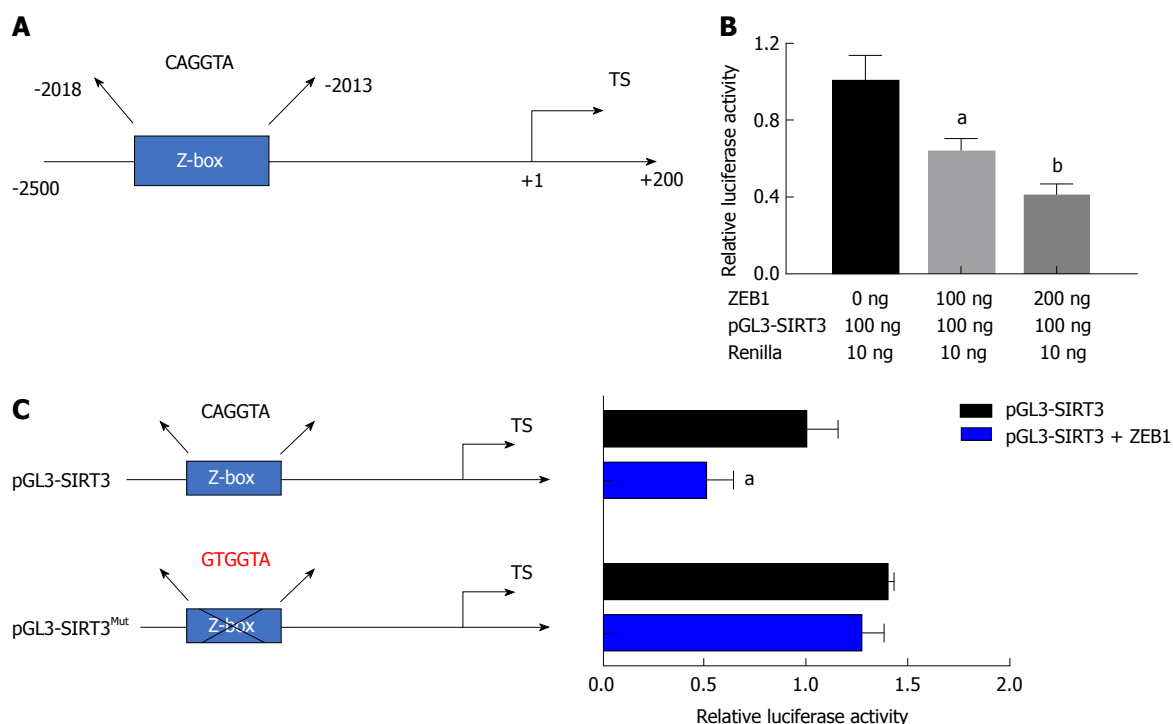 A
CAGGTA
-2018
-2013
TS
Z-box
-2500
+1
+200
B
Relative luciferase activity
1.2
0.8
0.4
0.0
a
b
ZEB1 0 ng 100 ng 200 ng
pGL3-SIRT3 100 ng 100 ng 100 ng
Renilla 10 ng 10 ng 10 ng
C
CAGGTA
TS
pGL3-SIRT3
Z-box
GTGGTA
TS
pGL3-SIRT3Mut
Z-box
a
pGL3-SIRT3
pGL3-SIRT3 + ZEB1
0.0 0.5 1.0 1.5 2.0
Relative luciferase activity